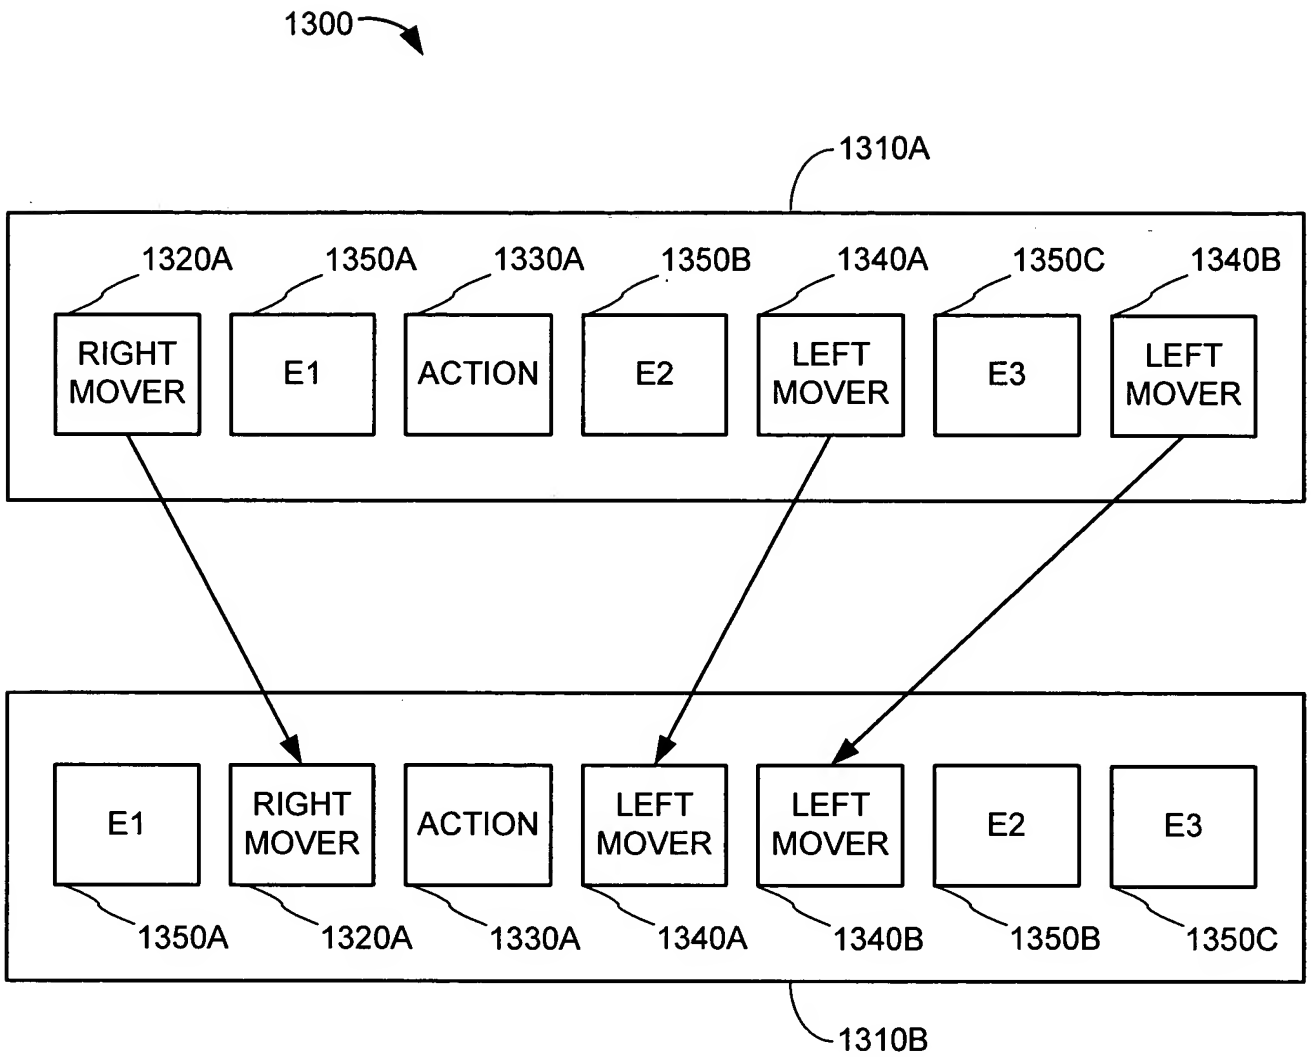 1300
1310A
1320A 1350A 1330A 1350B 1340A 1350C 1340B
RIGHT MOVER
E1
ACTION
E2
LEFT MOVER
E3
LEFT MOVER
E1
RIGHT MOVER
ACTION
LEFT MOVER
LEFT MOVER
E2
E3
1350A 1320A 1330A 1340A 1340B 1350B 1350C
1310B